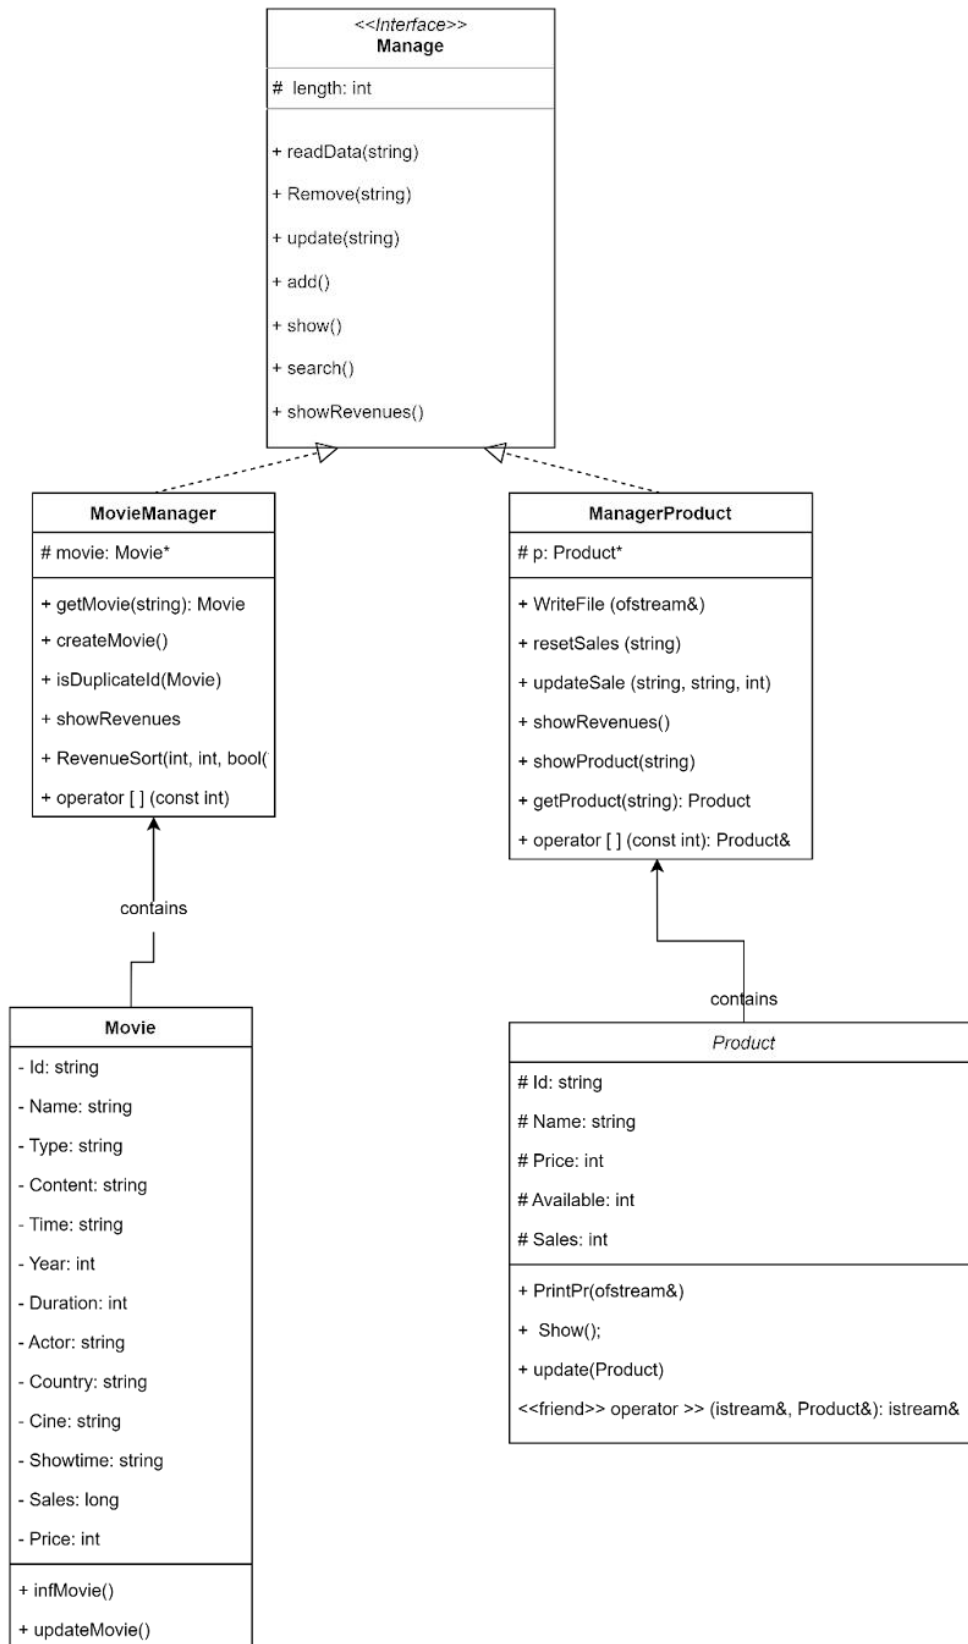 <<Interface>>
Manage
# length: int
+ readData(string)
+ Remove(string)
+ update(string)
+ add()
+ show()
+ search()
+ showRevenues()
MovieManager
# movie: Movie*
+ getMovie(string): Movie
+ createMovie()
+ isDuplicateId(Movie)
+ showRevenues
+ RevenueSort(int, int, bool(
+ operator [ ] (const int)
ManagerProduct
# p: Product*
+ WriteFile (ofstream&)
+ resetSales (string)
+ updateSale (string, string, int)
+ showRevenues()
+ showProduct(string)
+ getProduct(string): Product
+ operator [ ] (const int): Product&
contains
contains
Movie
- Id: string
- Name: string
- Type: string
- Content: string
- Time: string
- Year: int
- Duration: int
- Actor: string
- Country: string
- Cine: string
- Showtime: string
- Sales: long
- Price: int
+ infMovie()
+ updateMovie()
Product
# Id: string
# Name: string
# Price: int
# Available: int
# Sales: int
+ PrintPr(ofstream&)
+ Show();
+ update(Product)
<<friend>> operator >> (istream&, Product&): istream&